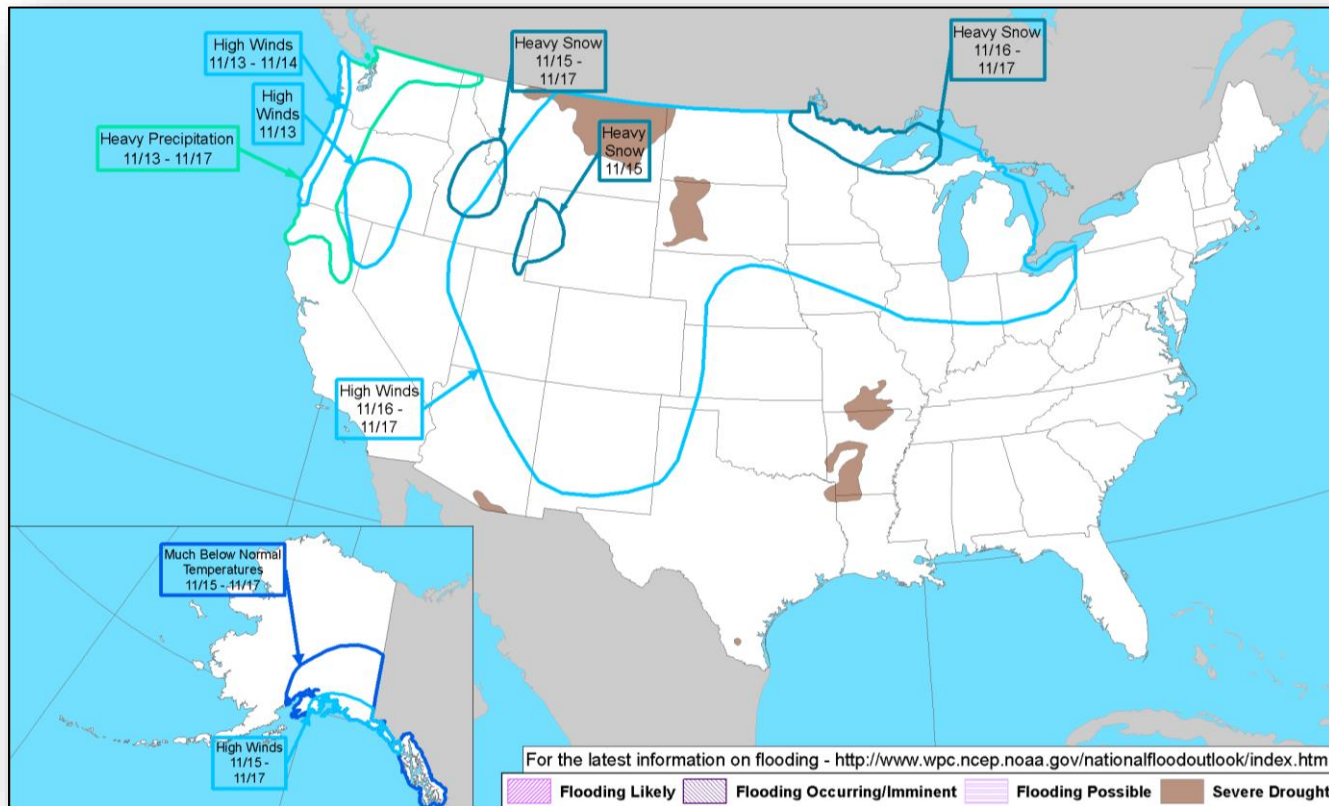 High Winds
11/13 - 11/14
High
Winds
11/13
Heavy Precipitation
11/13 - 11/17
Heavy Snow
11/15 -
11/17
Heavy
Snow
11/15
Heavy Snow
11/16 -
11/17
High Winds
11/16 -
11/17
Much Below Normal
Temperatures
11/15 - 11/17
High Winds
11/15 -
11/17
For the latest information on flooding - http://www.wpc.ncep.noaa.gov/nationalfloodoutlook/index.htm
Flooding Likely
Flooding Occurring/Imminent
Flooding Possible
Severe Drought